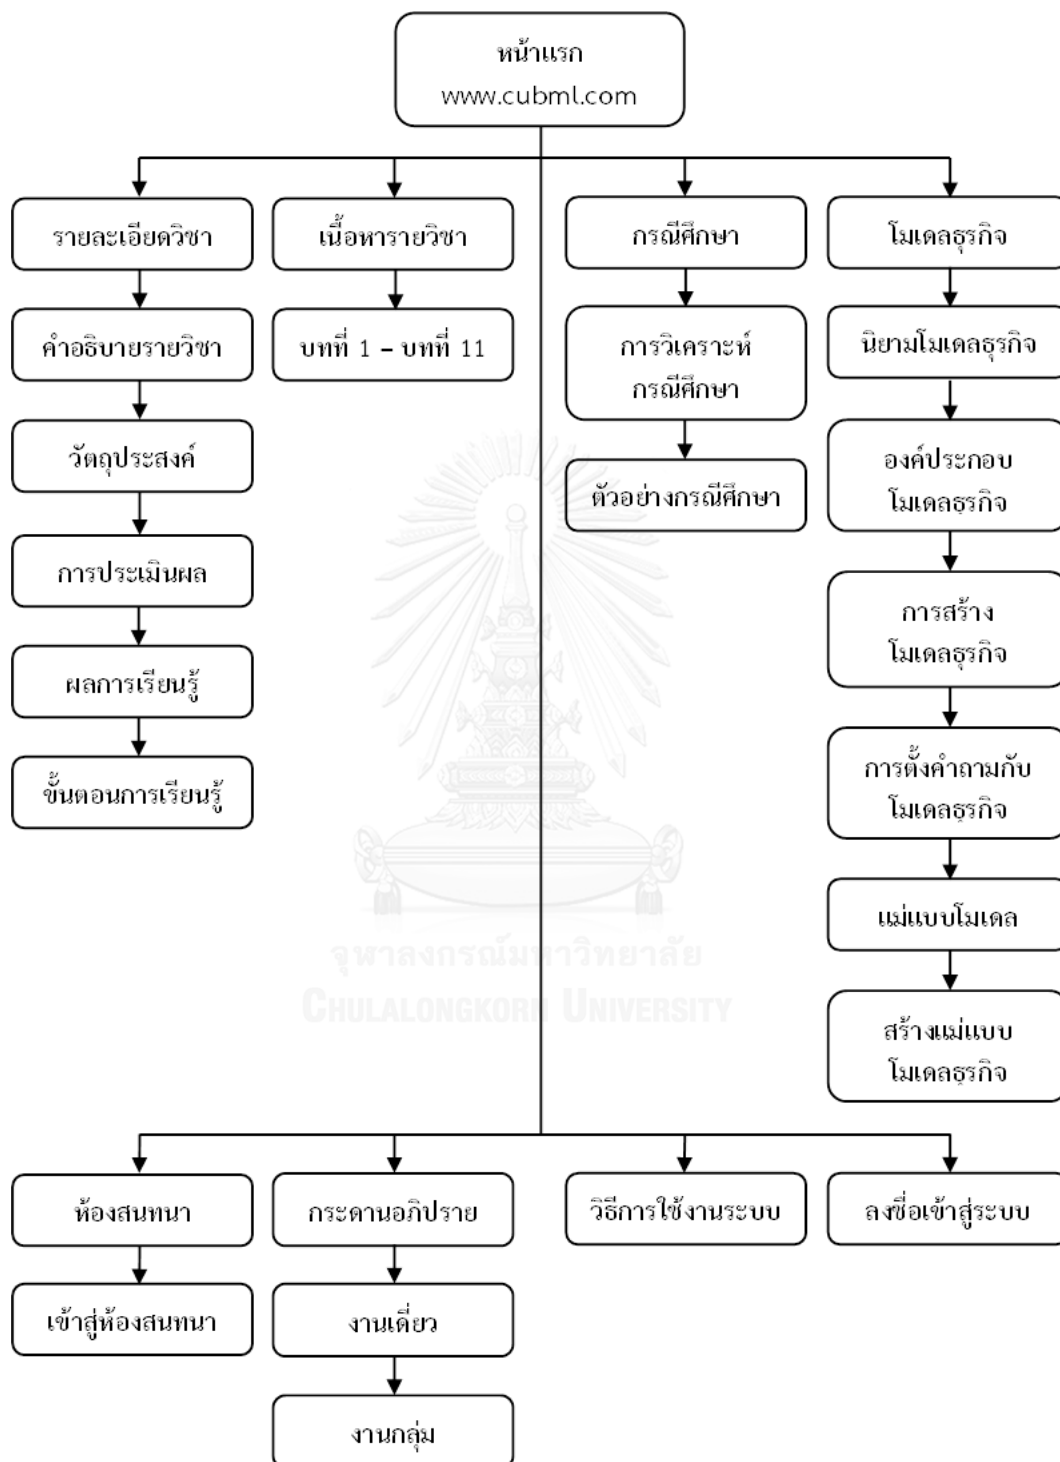 หน้าแรก
www.cubml.com
รายละเอียดวิชา
เนื้อหารายวิชา
กรณีศึกษา
โมเดลธุรกิจ
คำอธิบายรายวิชา
บทที่ 1 – บทที่ 11
การวิเคราะห์
กรณีศึกษา
นิยามโมเดลธุรกิจ
วัตถุประสงค์
ตัวอย่างกรณีศึกษา
องค์ประกอบ
โมเดลธุรกิจ
การประเมินผล
การสร้าง
โมเดลธุรกิจ
ผลการเรียนรู้
การตั้งคำถามกับ
โมเดลธุรกิจ
ขั้นตอนการเรียนรู้
แม่แบบโมเดล
จุฬาลงกรณ์มหาวิทยาลัย
CHULALONGKORN UNIVERSITY
สร้างแม่แบบ
โมเดลธุรกิจ
ห้องสนทนา
กระดานอภิปราย
วิธีการใช้งานระบบ
ลงชื่อเข้าสู่ระบบ
เข้าสู่ห้องสนทนา
งานเดี่ยว
งานกลุ่ม